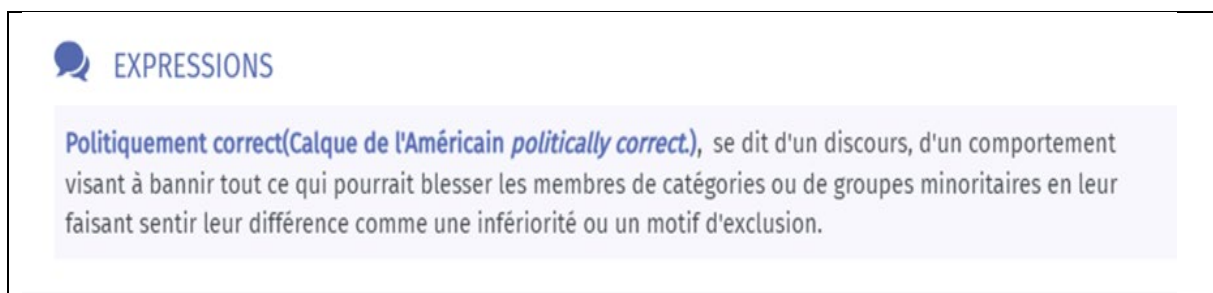 EXPRESSIONS
Politiquement correct(Calque de l'Américain politically correct.), se dit d'un discours, d'un comportement
visant à bannir tout ce qui pourrait blesser les membres de catégories ou de groupes minoritaires en leur
faisant sentir leur différence comme une infériorité ou un motif d'exclusion.